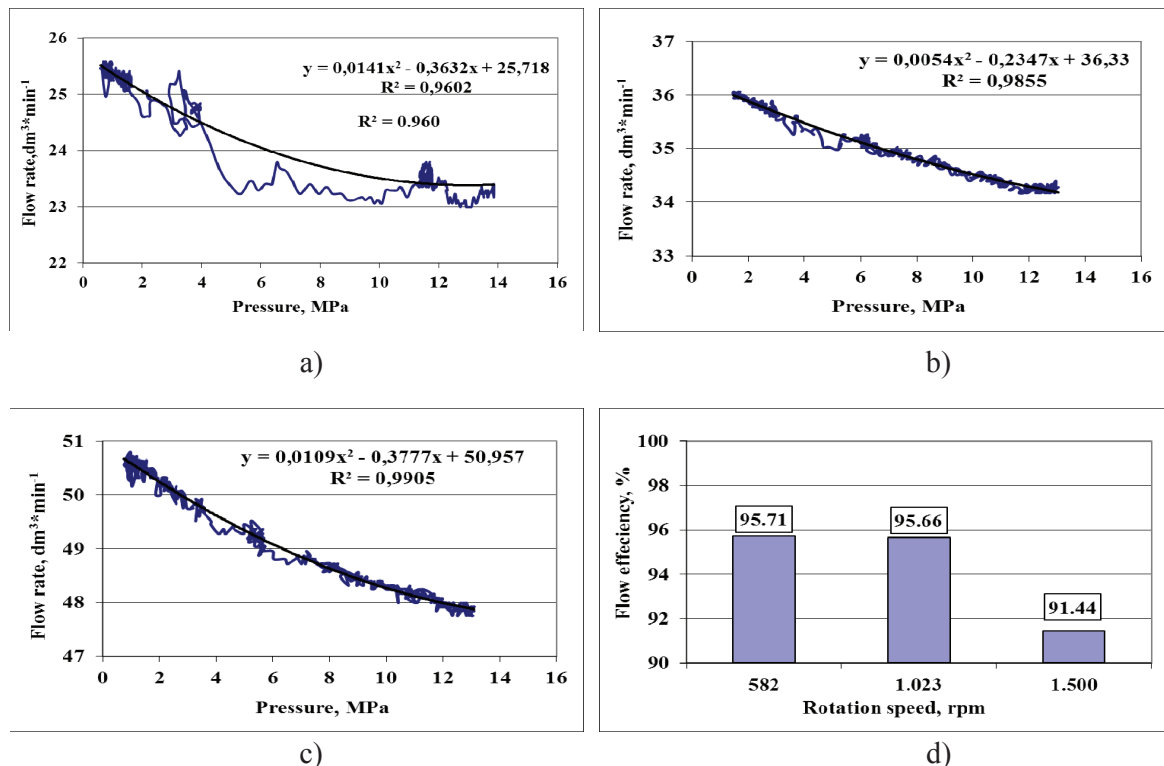 26
25
24
23
22
0 2 4 6 8 10 12 14 16
Flow rate,dm³*min⁻¹
Pressure, MPa
y = 0,0141x² - 0,3632x + 25,718
R² = 0,9602
R² = 0.960
a)
37
36
35
34
33
0 2 4 6 8 10 12 14 16
Flow rate, dm³*min⁻¹
Pressure, MPa
y = 0,0054x² - 0,2347x + 36,33
R² = 0,9855
b)
51
50
49
48
47
0 2 4 6 8 10 12 14 16
Flow rate, dm³*min⁻¹
Pressure, MPa
y = 0,0109x² - 0,3777x + 50,957
R² = 0,9905
c)
100
98
96
94
92
90
Flow effeciency, %
95.71
95.66
91.44
582 1.023 1.500
Rotation speed, rpm
d)